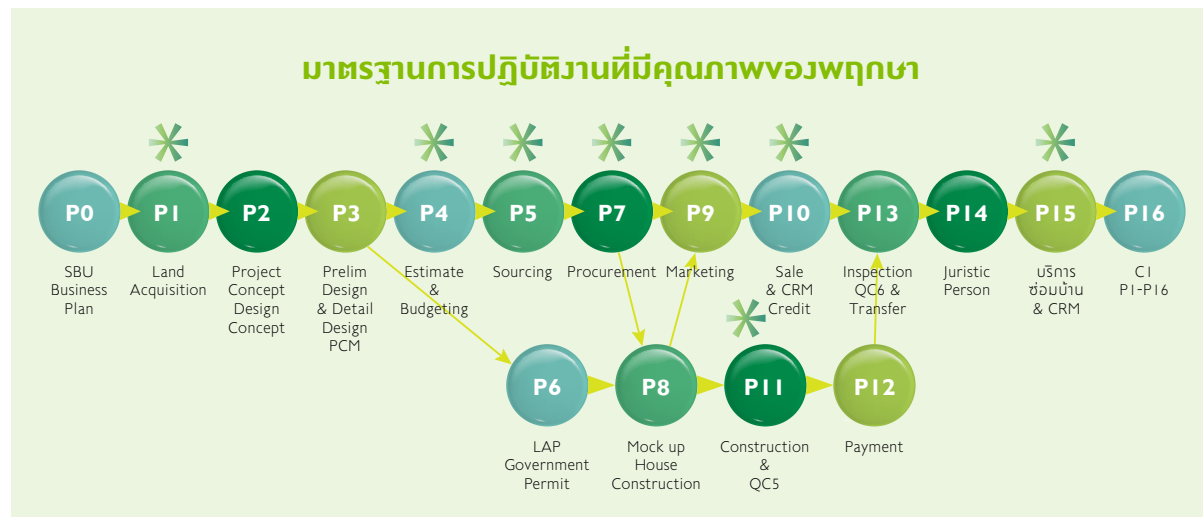 มาตรฐานการปฏิบัติงานที่มีคุณภาพของพฤกษา
P0
P1
P2
P3
P4
P5
P7
P9
P10
P13
P14
P15
P16
SBU
Business
Plan
Land
Acquisition
Project
Concept
Design
Concept
Prelim
Design
& Detail
Design
PCM
Estimate
&
Budgeting
Sourcing
Procurement
Marketing
Sale
& CRM
Credit
Inspection
QC6 &
Transfer
Juristic
Person
บริการ
ซ่อมบ้าน
& CRM
C1
P1-P16
P6
P8
P11
P12
LAP
Government
Permit
Mock up
House
Construction
Construction
&
QC5
Payment